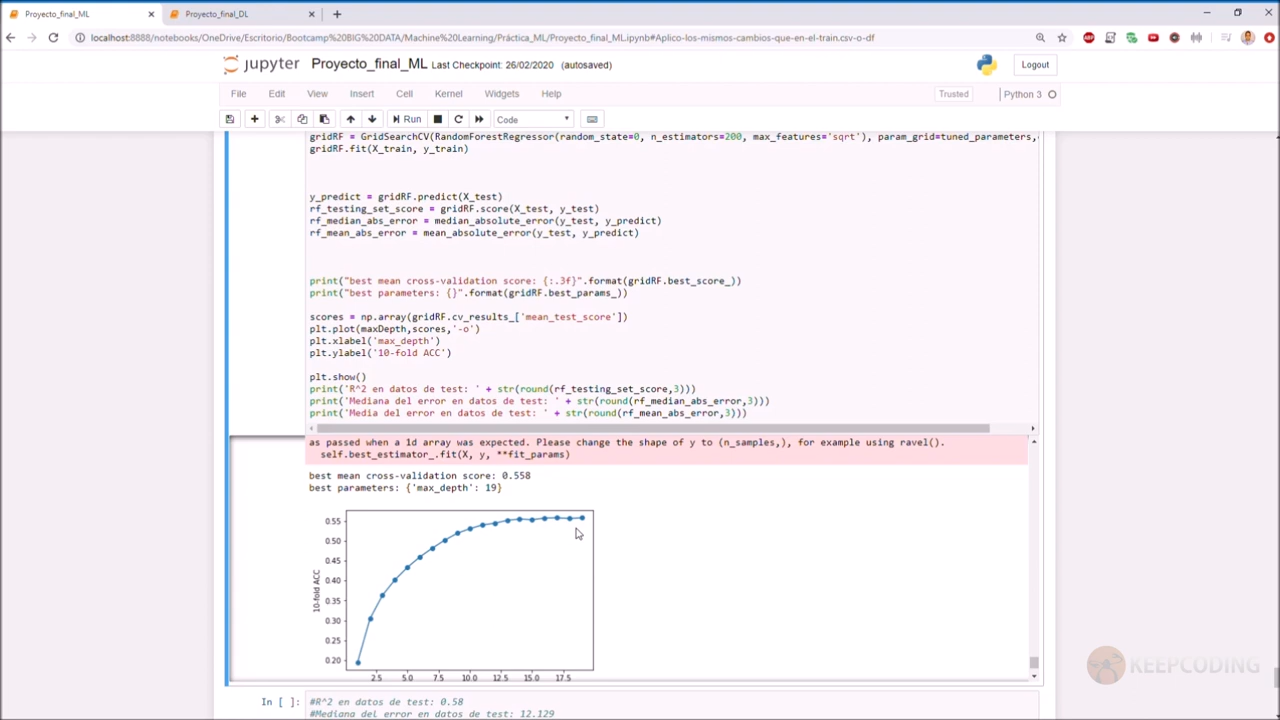 Proyecto_final_ML
Proyecto_final_DL
localhost:8888/notebooks/OneDrive/Escritorio/Bootcamp%20BIG%20DATA/Machine%20Learning/Práctica_ML/Proyecto_final_ML.ipynb#Aplico-los-mismos-cambios-que-en-el-train.csv-o-df
jupyter Proyecto_final_ML Last Checkpoint: 26/02/2020 (autosaved)
Logout
File Edit View Insert Cell Kernel Widgets Help
Trusted
Python 3
Run
Code
gridRF = GridSearchCV(RandomForestRegressor(random_state=0, n_estimators=200, max_features='sqrt'), param_grid=tuned_parameters,
gridRF.fit(X_train, y_train)
y_predict = gridRF.predict(X_test)
rf_testing_set_score = gridRF.score(X_test, y_test)
rf_median_abs_error = median_absolute_error(y_test, y_predict)
rf_mean_abs_error = mean_absolute_error(y_test, y_predict)
print("best mean cross-validation score: {:.3f}".format(gridRF.best_score_))
print("best parameters: {}".format(gridRF.best_params_))
scores = np.array(gridRF.cv_results_['mean_test_score'])
plt.plot(maxDepth,scores,'-o')
plt.xlabel('max_depth')
plt.ylabel('10-fold ACC')
plt.show()
print('R^2 en datos de test: ' + str(round(rf_testing_set_score,3)))
print('Mediana del error en datos de test: ' + str(round(rf_median_abs_error,3)))
print('Media del error en datos de test: ' + str(round(rf_mean_abs_error,3)))
as passed when a 1d array was expected. Please change the shape of y to (n_samples,), for example using ravel().
self.best_estimator_.fit(X, y, **fit_params)
best mean cross-validation score: 0.558
best parameters: {'max_depth': 19}
0.55
0.50
0.45
0.40
0.35
0.30
0.25
0.20
10-fold ACC
2.5 5.0 7.5 10.0 12.5 15.0 17.5
KEEPCODING
In [ ]:
#R^2 en datos de test: 0.58
#Mediana del error en datos de test: 12.129